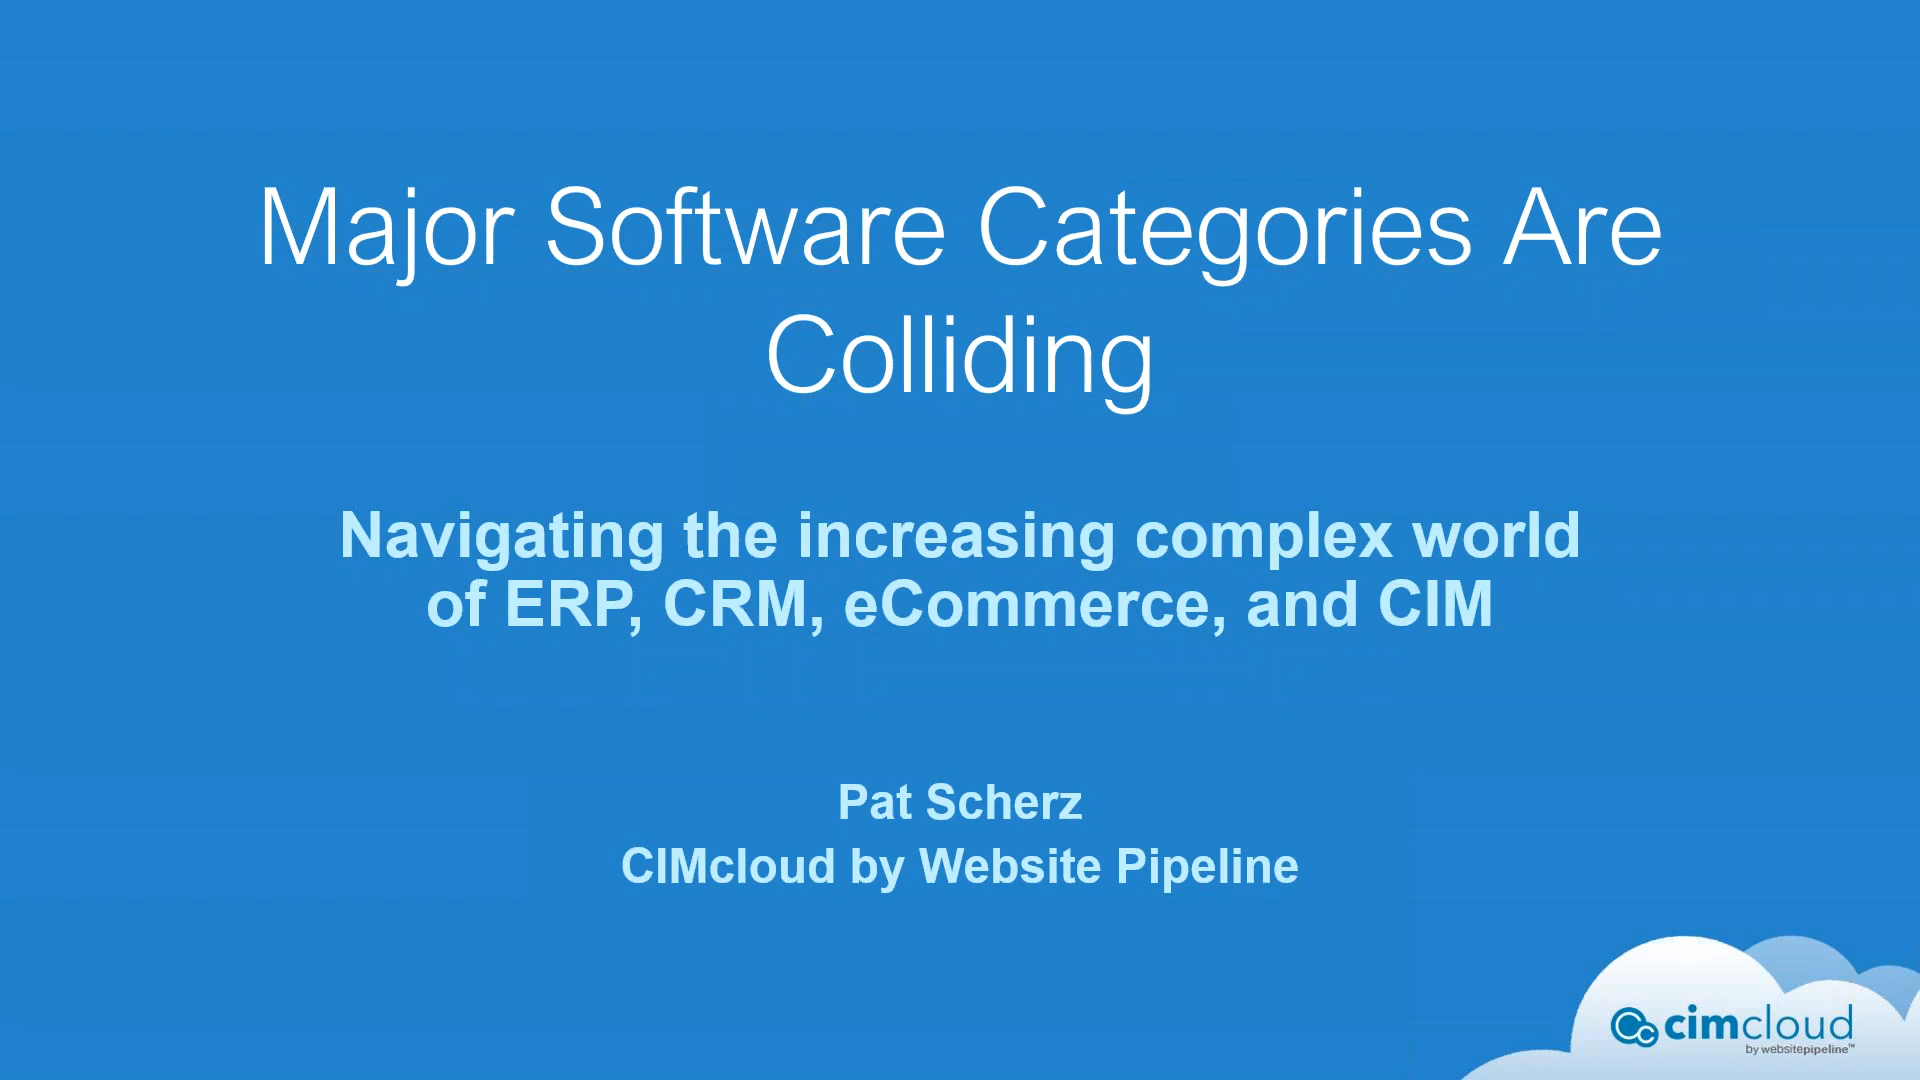 Major Software Categories Are
Colliding
Navigating the increasing complex world
of ERP, CRM, eCommerce, and CIM
Pat Scherz
CIMcloud by Website Pipeline
cimcloud
by websitepipeline™